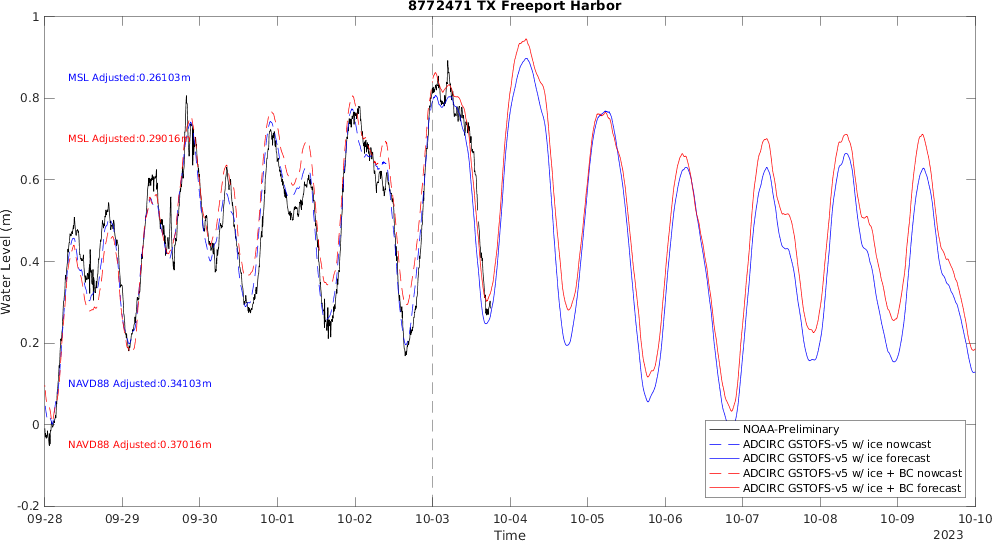 8772471 TX Freeport Harbor
1
0.8
0.6
0.4
0.2
0
-0.2
Water Level (m)
MSL Adjusted:0.26103m
MSL Adjusted:0.29016m
NAVD88 Adjusted:0.34103m
NAVD88 Adjusted:0.37016m
NOAA-Preliminary
ADCIRC GSTOFS-v5 w/ ice nowcast
ADCIRC GSTOFS-v5 w/ ice forecast
ADCIRC GSTOFS-v5 w/ ice + BC nowcast
ADCIRC GSTOFS-v5 w/ ice + BC forecast
09-28 09-29 09-30 10-01 10-02 10-03 10-04 10-05 10-06 10-07 10-08 10-09 10-10
Time
2023